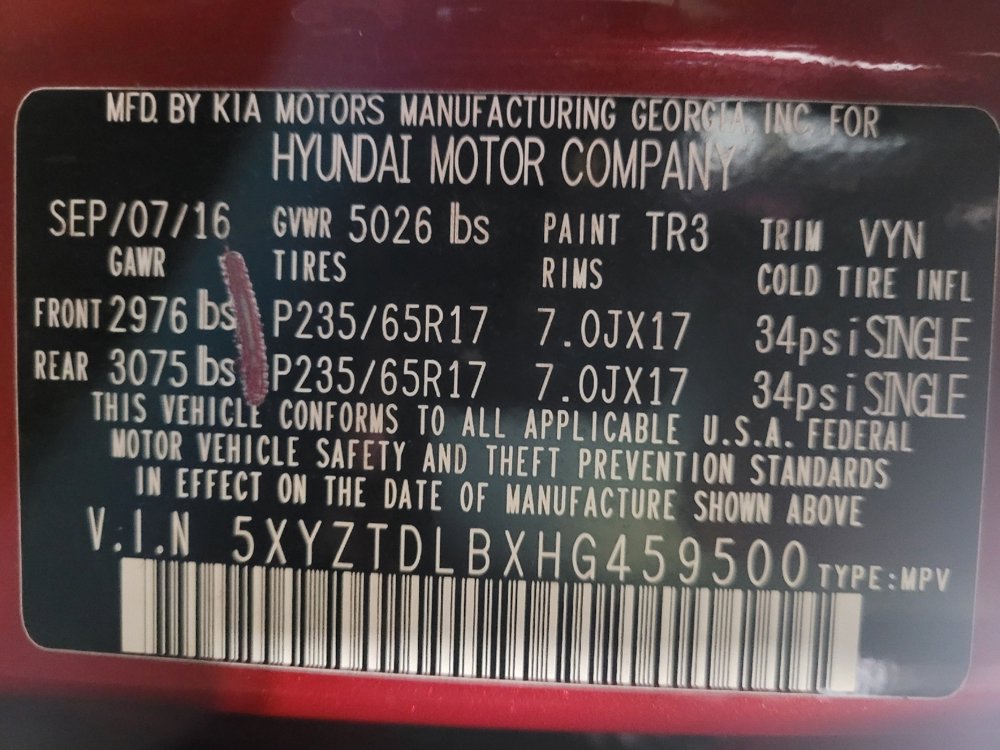 MFD. BY KIA MOTORS MANUFACTURING GEORGIA, INC. FOR
HYUNDAI MOTOR COMPANY
SEP/07/16 GVWR 5026 lbs PAINT TR3 TRIM VYN
GAWR TIRES RIMS COLD TIRE INFL
FRONT 2976 lbs P235/65R17 7.0JX17 34psi SINGLE
REAR 3075 lbs P235/65R17 7.0JX17 34psi SINGLE
THIS VEHICLE CONFORMS TO ALL APPLICABLE U.S.A. FEDERAL
MOTOR VEHICLE SAFETY AND THEFT PREVENTION STANDARDS
IN EFFECT ON THE DATE OF MANUFACTURE SHOWN ABOVE
V.I.N 5XYZTDLBXHG459500 TYPE:MPV